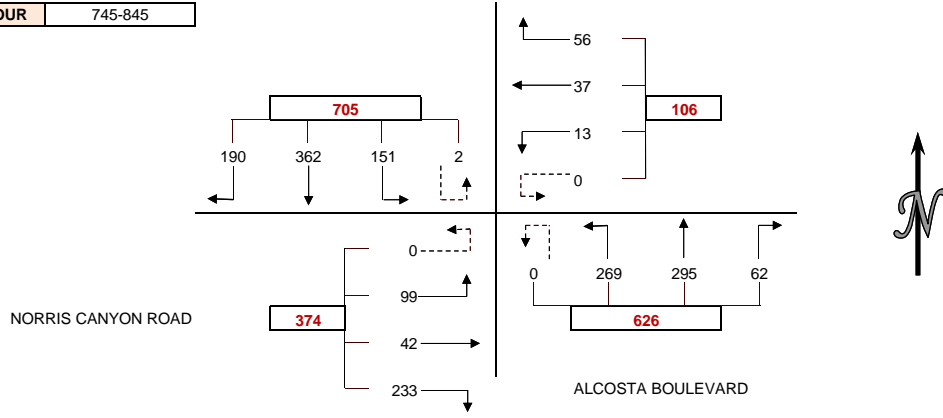 OUR 745-845
56
37
106
13
0
705
190 362 151 2
0
99
NORRIS CANYON ROAD 374
42
233
0 269 295 62
626
ALCOSTA BOULEVARD
N